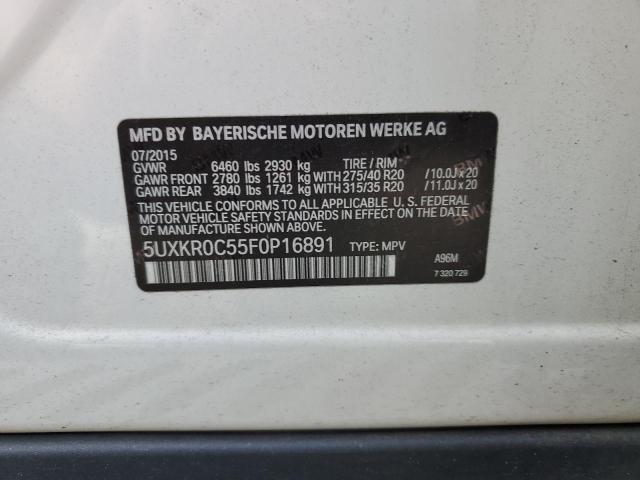 MFD BY BAYERISCHE MOTOREN WERKE AG
07/2015
GVWR 6460 lbs 2930 kg TIRE / RIM
GAWR FRONT 2780 lbs 1261 kg WITH 275/40 R20 /10.0J x 20
GAWR REAR 3840 lbs 1742 kg WITH 315/35 R20 /11.0J x 20
THIS VEHICLE CONFORMS TO ALL APPLICABLE U. S. FEDERAL
MOTOR VEHICLE SAFETY STANDARDS IN EFFECT ON THE DATE OF
MANUFACTURE SHOWN ABOVE.
5UXKR0C55F0P16891 TYPE: MPV
A96M
7 320 729